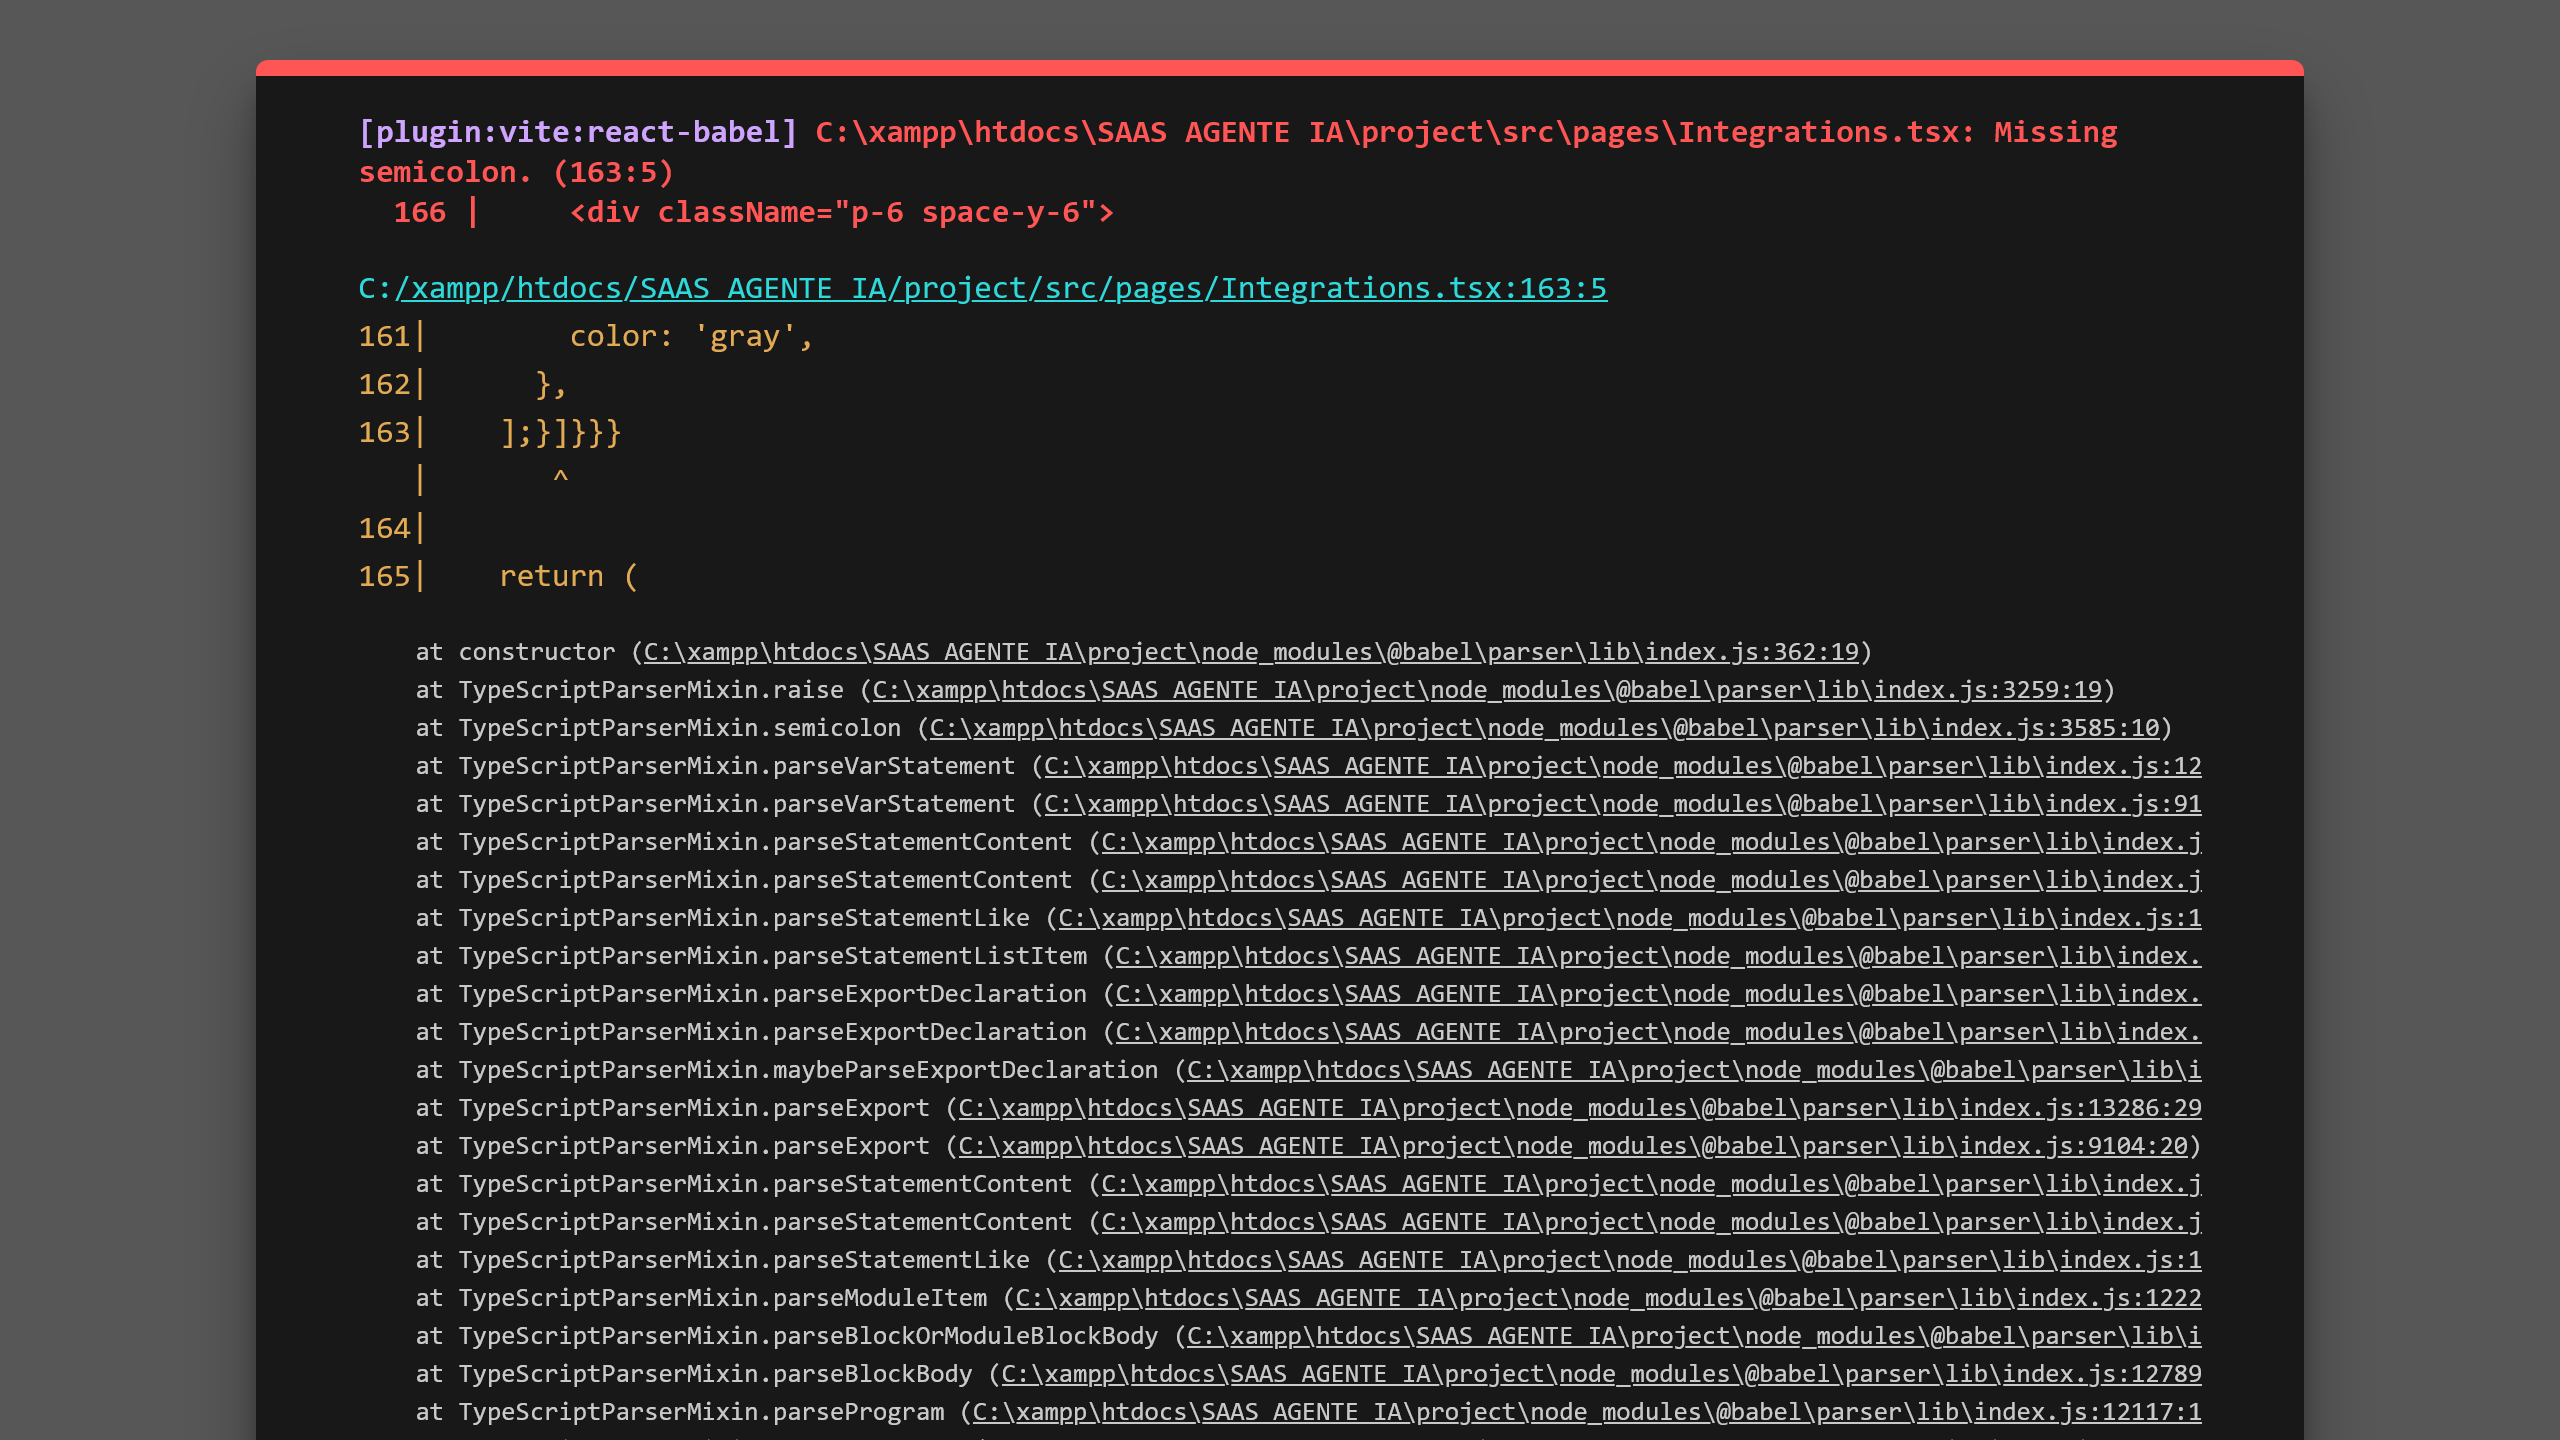 [plugin:vite:react-babel] C:\xampp\htdocs\SAAS AGENTE IA\project\src\pages\Integrations.tsx: Missing
semicolon. (163:5)
  166 |     <div className="p-6 space-y-6">
C:/xampp/htdocs/SAAS AGENTE IA/project/src/pages/Integrations.tsx:163:5
161|        color: 'gray',
162|      },
163|    ];}]}}}
   |       ^
164|
165|    return (
at constructor (C:\xampp\htdocs\SAAS AGENTE IA\project\node_modules\@babel\parser\lib\index.js:362:19)
at TypeScriptParserMixin.raise (C:\xampp\htdocs\SAAS AGENTE IA\project\node_modules\@babel\parser\lib\index.js:3259:19)
at TypeScriptParserMixin.semicolon (C:\xampp\htdocs\SAAS AGENTE IA\project\node_modules\@babel\parser\lib\index.js:3585:10)
at TypeScriptParserMixin.parseVarStatement (C:\xampp\htdocs\SAAS AGENTE IA\project\node_modules\@babel\parser\lib\index.js:12
at TypeScriptParserMixin.parseVarStatement (C:\xampp\htdocs\SAAS AGENTE IA\project\node_modules\@babel\parser\lib\index.js:91
at TypeScriptParserMixin.parseStatementContent (C:\xampp\htdocs\SAAS AGENTE IA\project\node_modules\@babel\parser\lib\index.j
at TypeScriptParserMixin.parseStatementContent (C:\xampp\htdocs\SAAS AGENTE IA\project\node_modules\@babel\parser\lib\index.j
at TypeScriptParserMixin.parseStatementLike (C:\xampp\htdocs\SAAS AGENTE IA\project\node_modules\@babel\parser\lib\index.js:1
at TypeScriptParserMixin.parseStatementListItem (C:\xampp\htdocs\SAAS AGENTE IA\project\node_modules\@babel\parser\lib\index.
at TypeScriptParserMixin.parseExportDeclaration (C:\xampp\htdocs\SAAS AGENTE IA\project\node_modules\@babel\parser\lib\index.
at TypeScriptParserMixin.parseExportDeclaration (C:\xampp\htdocs\SAAS AGENTE IA\project\node_modules\@babel\parser\lib\index.
at TypeScriptParserMixin.maybeParseExportDeclaration (C:\xampp\htdocs\SAAS AGENTE IA\project\node_modules\@babel\parser\lib\i
at TypeScriptParserMixin.parseExport (C:\xampp\htdocs\SAAS AGENTE IA\project\node_modules\@babel\parser\lib\index.js:13286:29
at TypeScriptParserMixin.parseExport (C:\xampp\htdocs\SAAS AGENTE IA\project\node_modules\@babel\parser\lib\index.js:9104:20)
at TypeScriptParserMixin.parseStatementContent (C:\xampp\htdocs\SAAS AGENTE IA\project\node_modules\@babel\parser\lib\index.j
at TypeScriptParserMixin.parseStatementContent (C:\xampp\htdocs\SAAS AGENTE IA\project\node_modules\@babel\parser\lib\index.j
at TypeScriptParserMixin.parseStatementLike (C:\xampp\htdocs\SAAS AGENTE IA\project\node_modules\@babel\parser\lib\index.js:1
at TypeScriptParserMixin.parseModuleItem (C:\xampp\htdocs\SAAS AGENTE IA\project\node_modules\@babel\parser\lib\index.js:1222
at TypeScriptParserMixin.parseBlockOrModuleBlockBody (C:\xampp\htdocs\SAAS AGENTE IA\project\node_modules\@babel\parser\lib\i
at TypeScriptParserMixin.parseBlockBody (C:\xampp\htdocs\SAAS AGENTE IA\project\node_modules\@babel\parser\lib\index.js:12789
at TypeScriptParserMixin.parseProgram (C:\xampp\htdocs\SAAS AGENTE IA\project\node_modules\@babel\parser\lib\index.js:12117:1